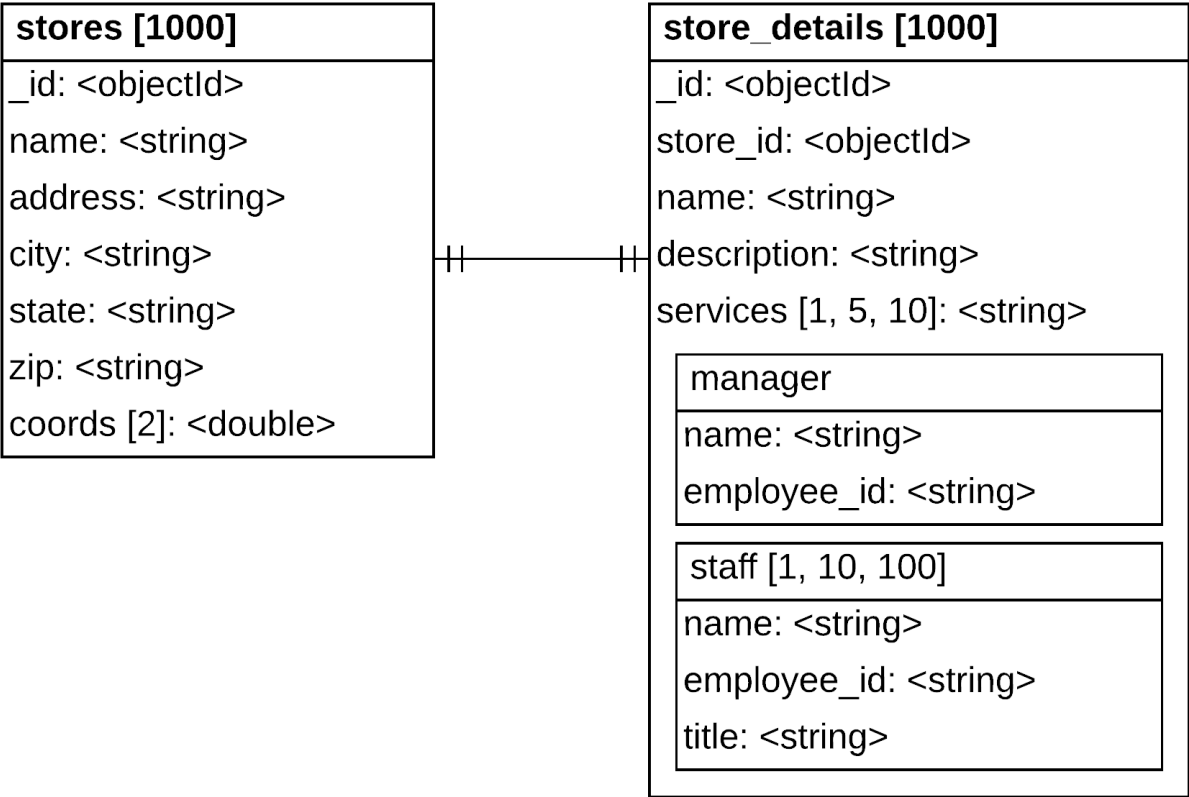 stores [1000]
_id: <objectId>
name: <string>
address: <string>
city: <string>
state: <string>
zip: <string>
coords [2]: <double>
store_details [1000]
_id: <objectId>
store_id: <objectId>
name: <string>
description: <string>
services [1, 5, 10]: <string>
manager
name: <string>
employee_id: <string>
staff [1, 10, 100]
name: <string>
employee_id: <string>
title: <string>